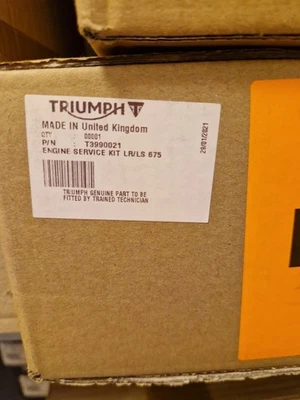 TRIUMPH
MADE IN United Kingdom
QTY : 00001
P/N : T3990021
ENGINE SERVICE KIT LR/LS 675
29/01/2021
TRIUMPH GENUINE PART TO BE
FITTED BY TRAINED TECHNICIAN